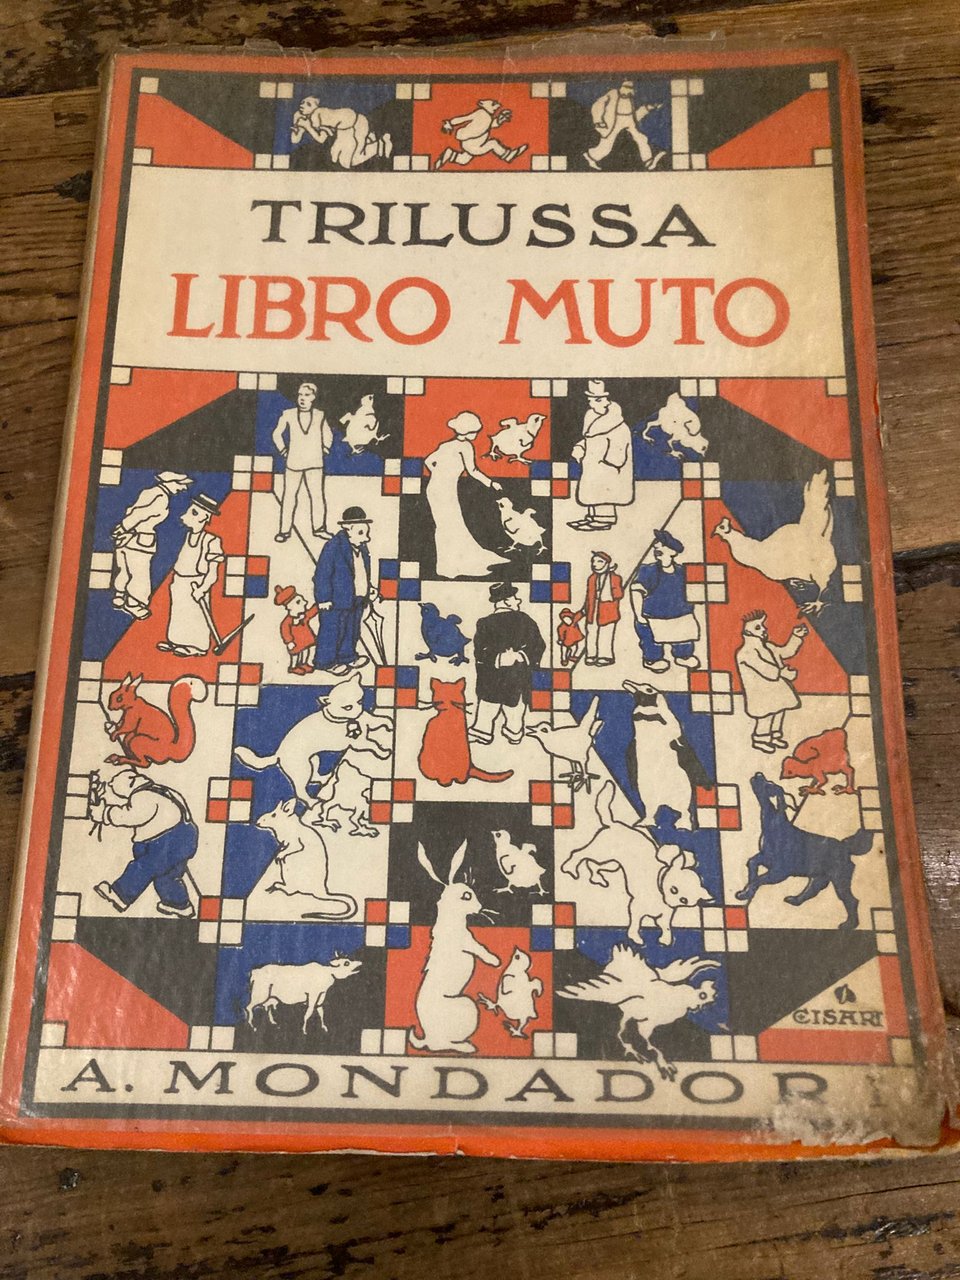 TRILUSSA
LIBRO MUTO
CISARI
A. MONDADORI